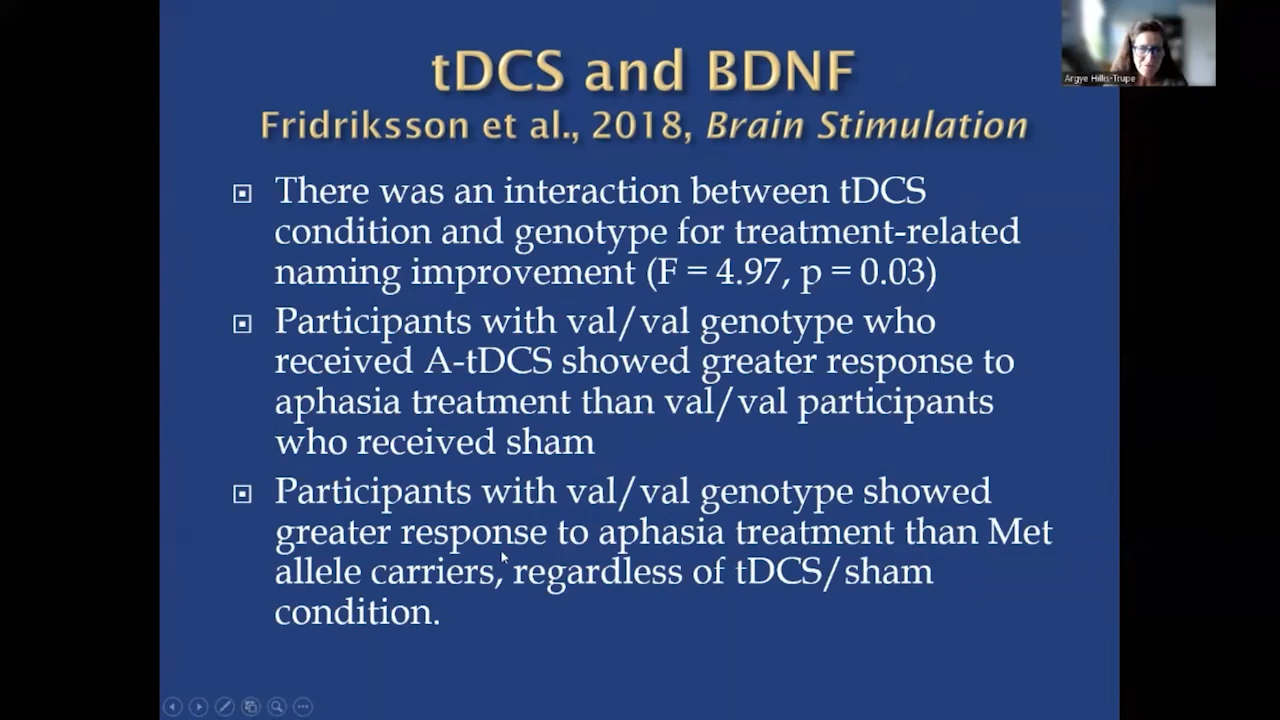 tDCS and BDNF
Fridriksson et al., 2018, Brain Stimulation
There was an interaction between tDCS
condition and genotype for treatment-related
naming improvement (F = 4.97, p = 0.03)
Participants with val/val genotype who
received A-tDCS showed greater response to
aphasia treatment than val/val participants
who received sham
Participants with val/val genotype showed
greater response to aphasia treatment than Met
allele carriers, regardless of tDCS/sham
condition.
Argye Hillis-Trupe